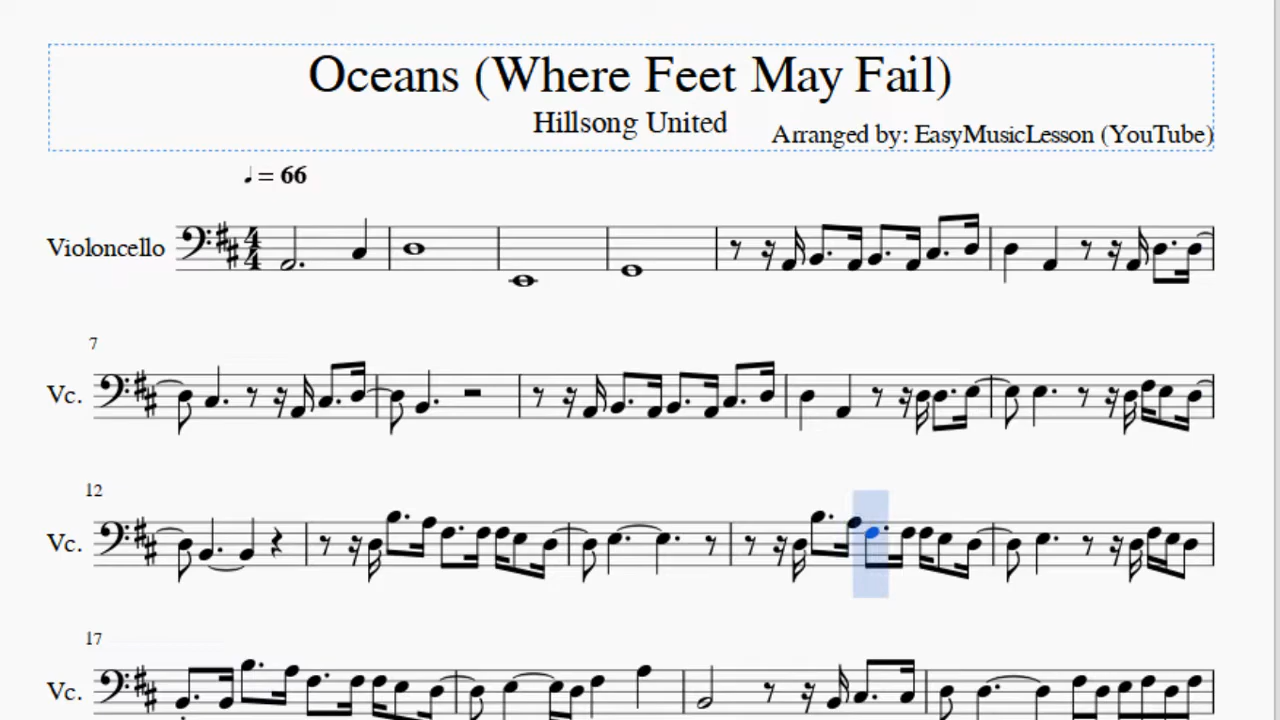 Oceans (Where Feet May Fail)
Hillsong United
Arranged by: EasyMusicLesson (YouTube)
♩ = 66
Violoncello
7
Vc.
12
Vc.
17
Vc.